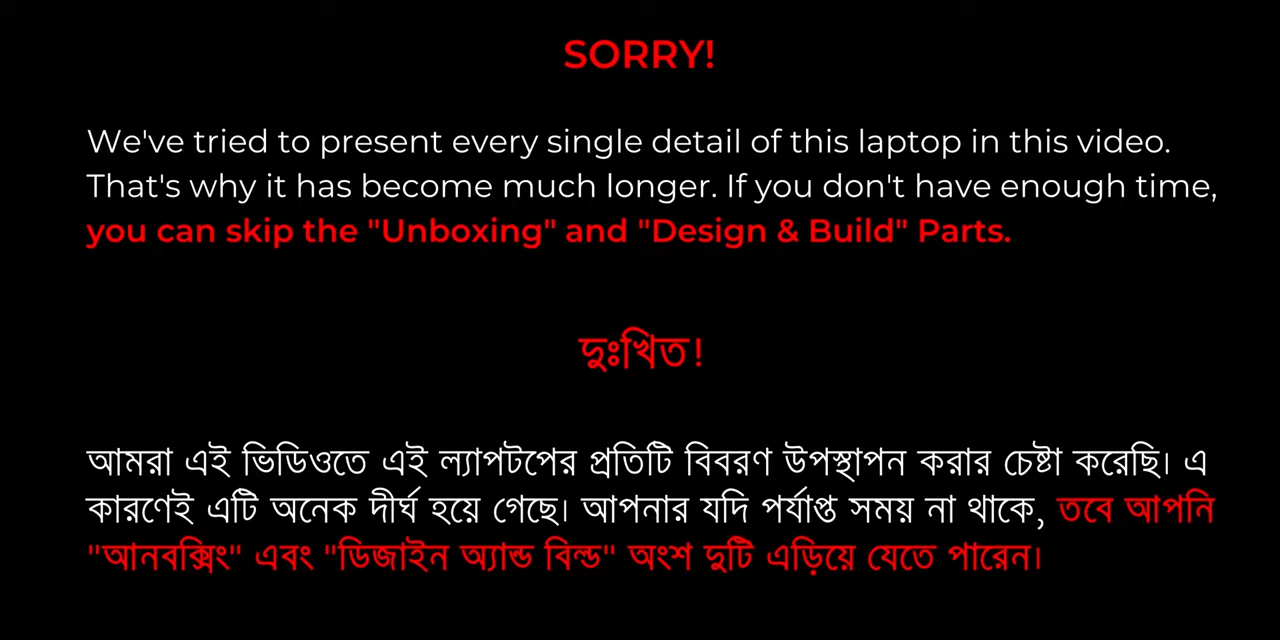 SORRY!
We've tried to present every single detail of this laptop in this video.
That's why it has become much longer. If you don't have enough time,
you can skip the "Unboxing" and "Design & Build" Parts.
দুঃখিত!
আমরা এই ভিডিওতে এই ল্যাপটপের প্রতিটি বিবরণ উপস্থাপন করার চেষ্টা করেছি। এ
কারণেই এটি অনেক দীর্ঘ হয়ে গেছে। আপনার যদি পর্যাপ্ত সময় না থাকে, তবে আপনি
"আনবক্সিং" এবং "ডিজাইন অ্যান্ড বিল্ড" অংশ দুটি এড়িয়ে যেতে পারেন।